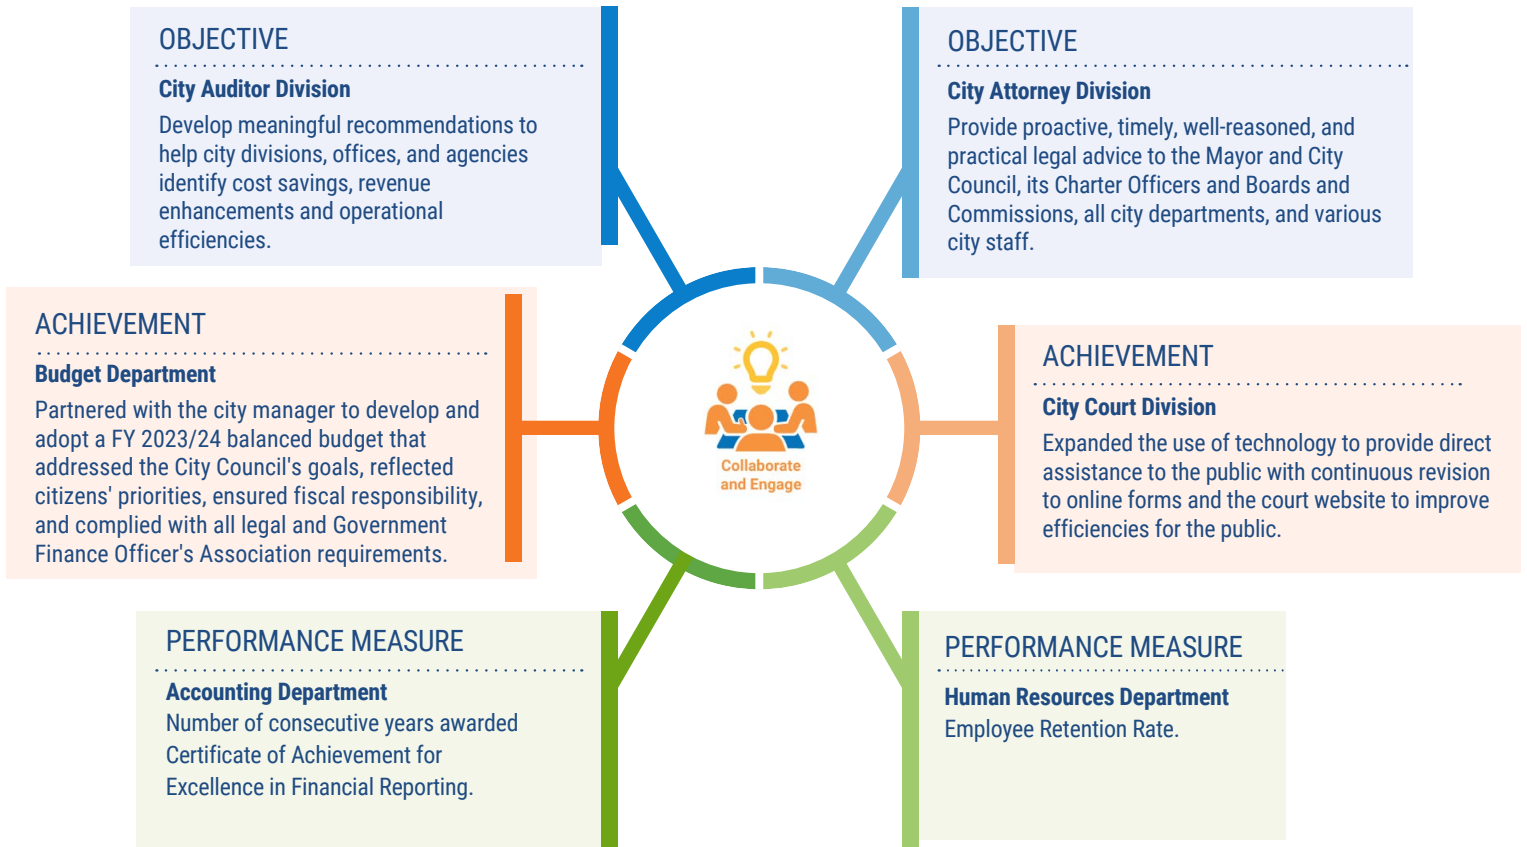 OBJECTIVE
City Auditor Division
Develop meaningful recommendations to
help city divisions, offices, and agencies
identify cost savings, revenue
enhancements and operational
efficiencies.
OBJECTIVE
City Attorney Division
Provide proactive, timely, well-reasoned, and
practical legal advice to the Mayor and City
Council, its Charter Officers and Boards and
Commissions, all city departments, and various
city staff.
ACHIEVEMENT
Budget Department
Partnered with the city manager to develop and
adopt a FY 2023/24 balanced budget that
addressed the City Council's goals, reflected
citizens' priorities, ensured fiscal responsibility,
and complied with all legal and Government
Finance Officer's Association requirements.
Collaborate
and Engage
ACHIEVEMENT
City Court Division
Expanded the use of technology to provide direct
assistance to the public with continuous revision
to online forms and the court website to improve
efficiencies for the public.
PERFORMANCE MEASURE
Accounting Department
Number of consecutive years awarded
Certificate of Achievement for
Excellence in Financial Reporting.
PERFORMANCE MEASURE
Human Resources Department
Employee Retention Rate.